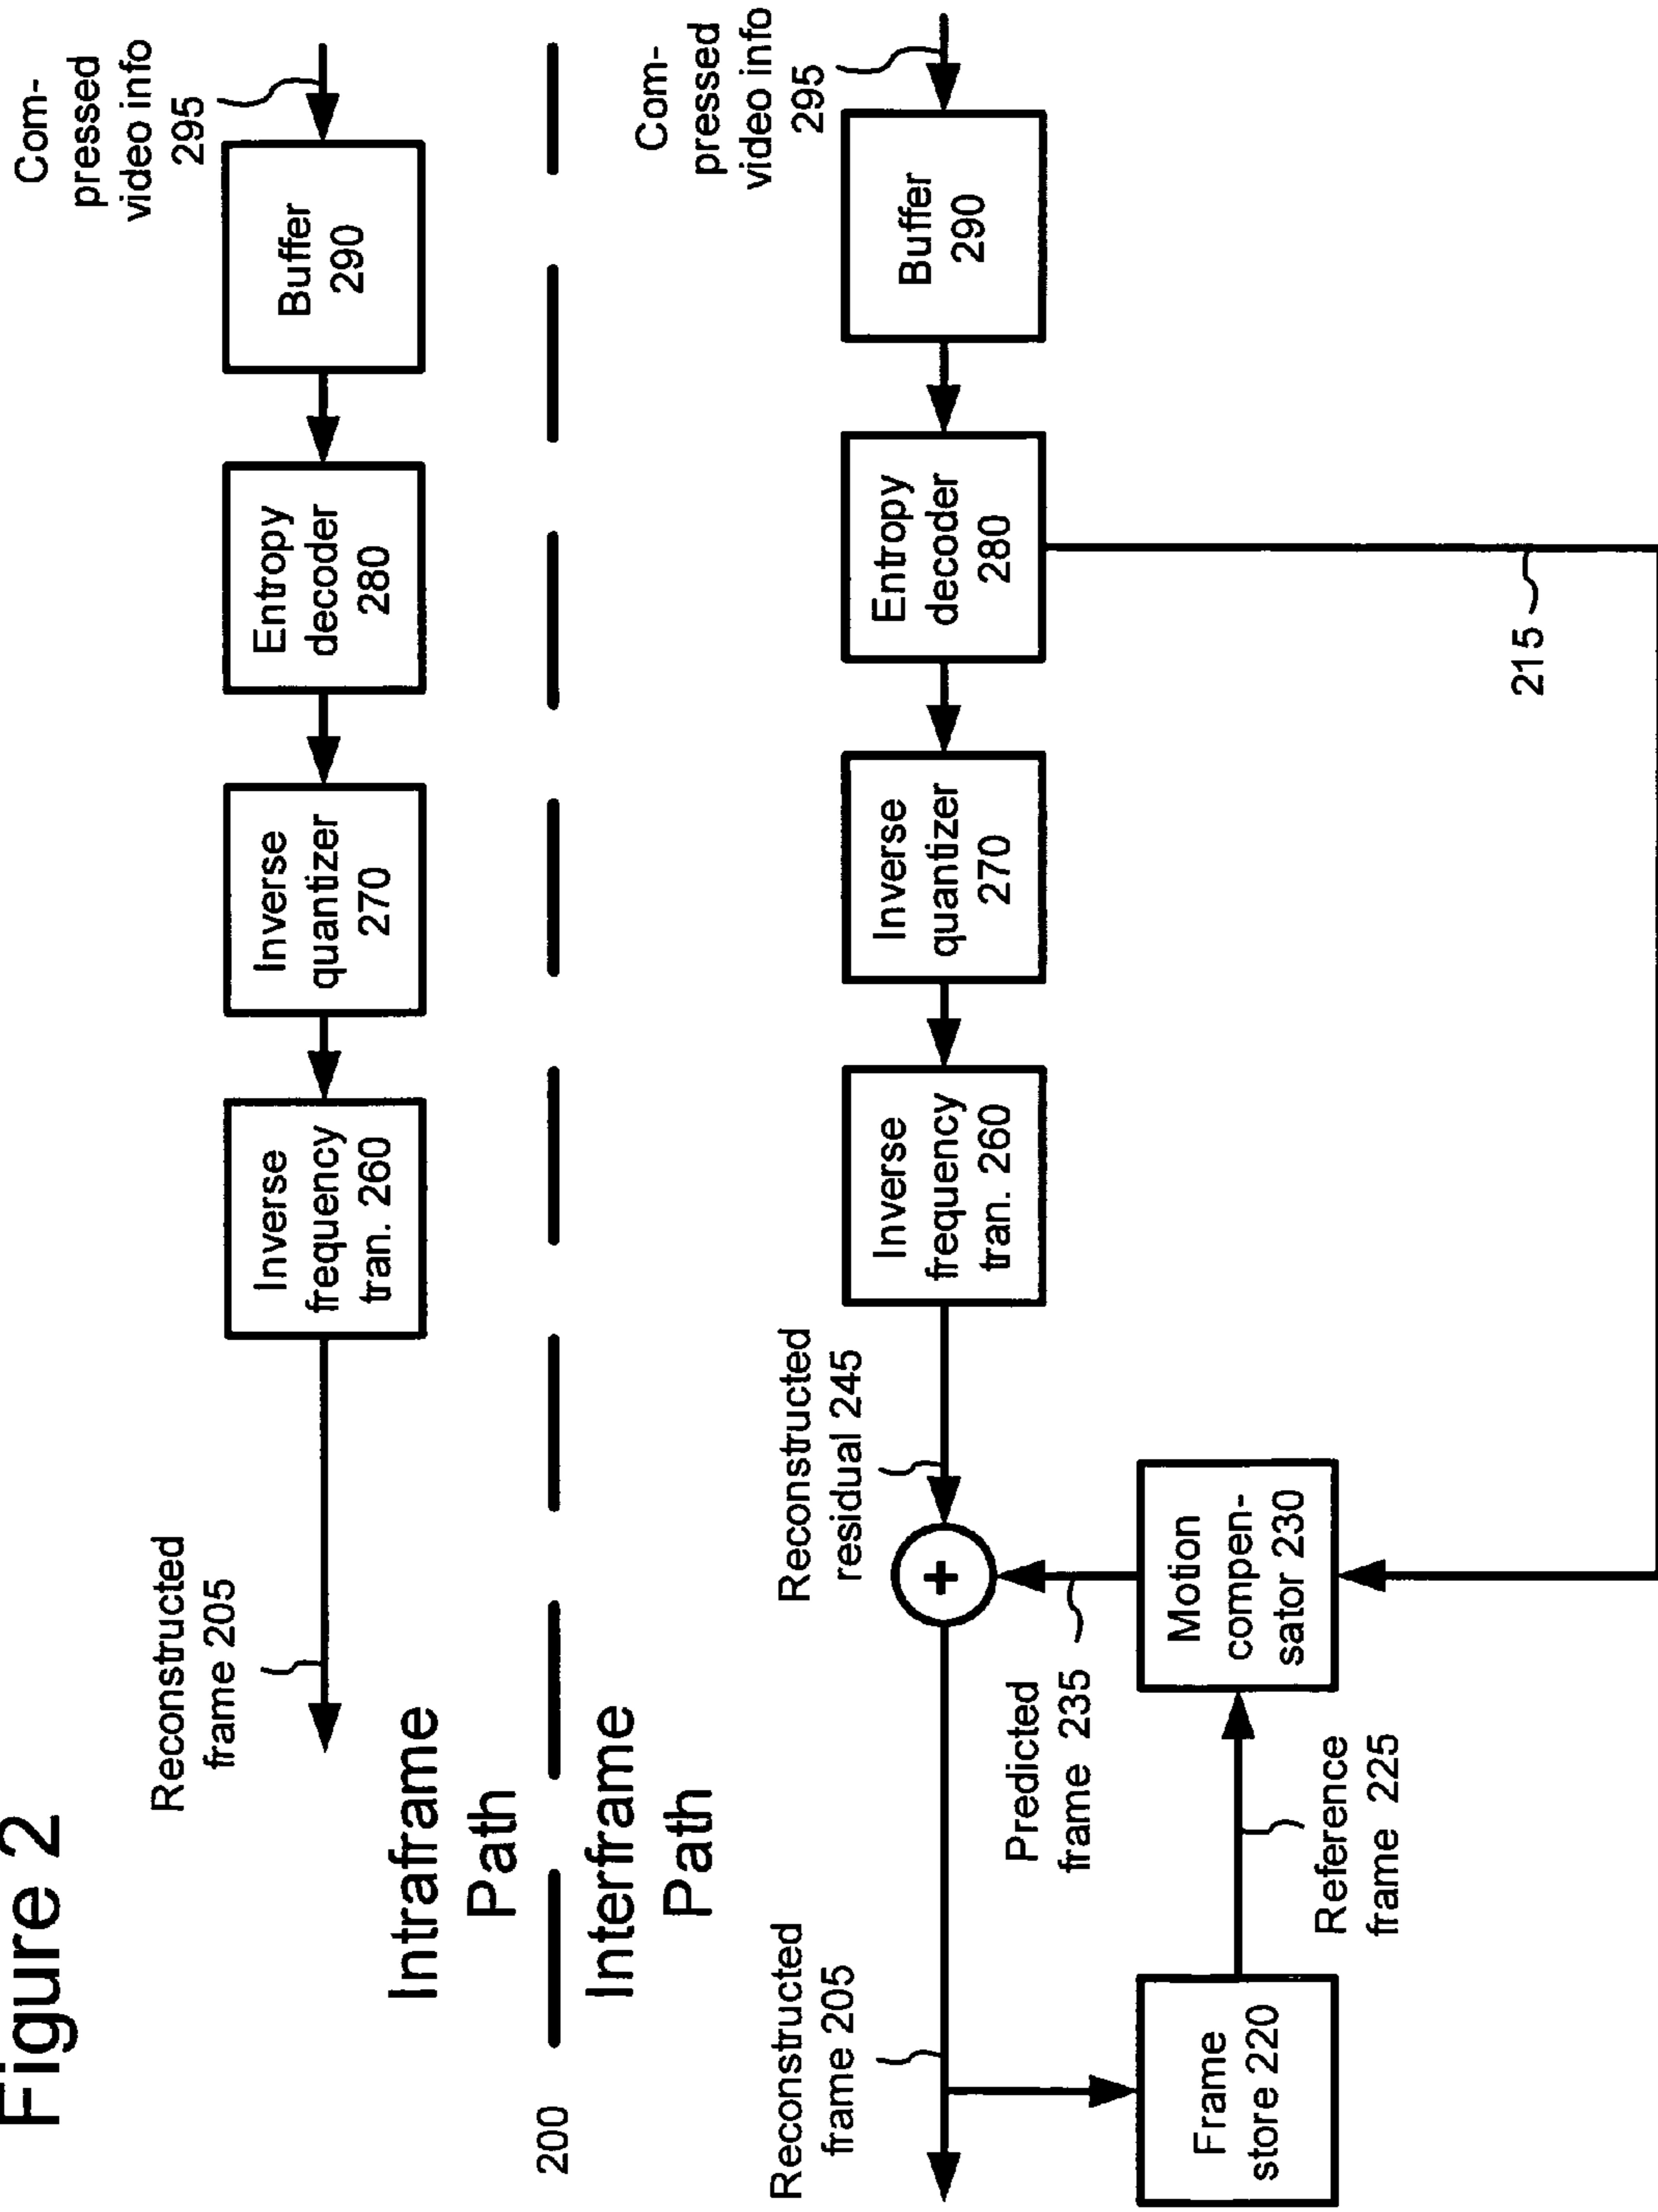 Figure 2
Reconstructed
frame 205
Inverse
frequency
tran. 260
Inverse
quantizer
270
Entropy
decoder
280
Buffer
290
Com-
pressed
video info
295
Intraframe
Path
200
Interframe
Path
Reconstructed
frame 205
Reconstructed
residual 245
Inverse
frequency
tran. 260
Inverse
quantizer
270
Entropy
decoder
280
Buffer
290
Com-
pressed
video info
295
+
Predicted
frame 235
Frame
store 220
Reference
frame 225
Motion
compen-
sator 230
215